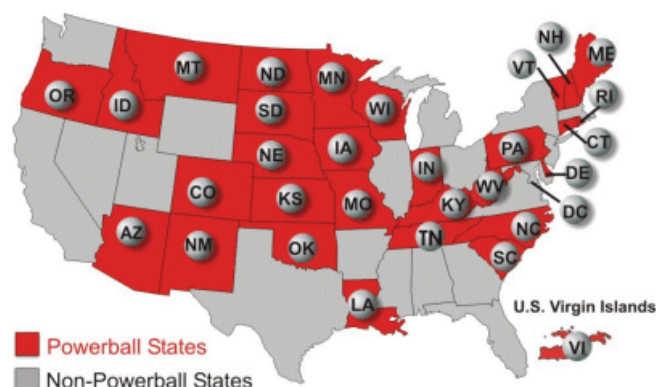 NH
ME
VT
MT
ND
MN
OR
ID
SD
WI
RI
PA
CT
NE
IA
IN
DE
CO
WV
KS
MO
KY
DC
AZ
NM
OK
TN
NC
SC
LA
U.S. Virgin Islands
VI
Powerball States
Non-Powerball States